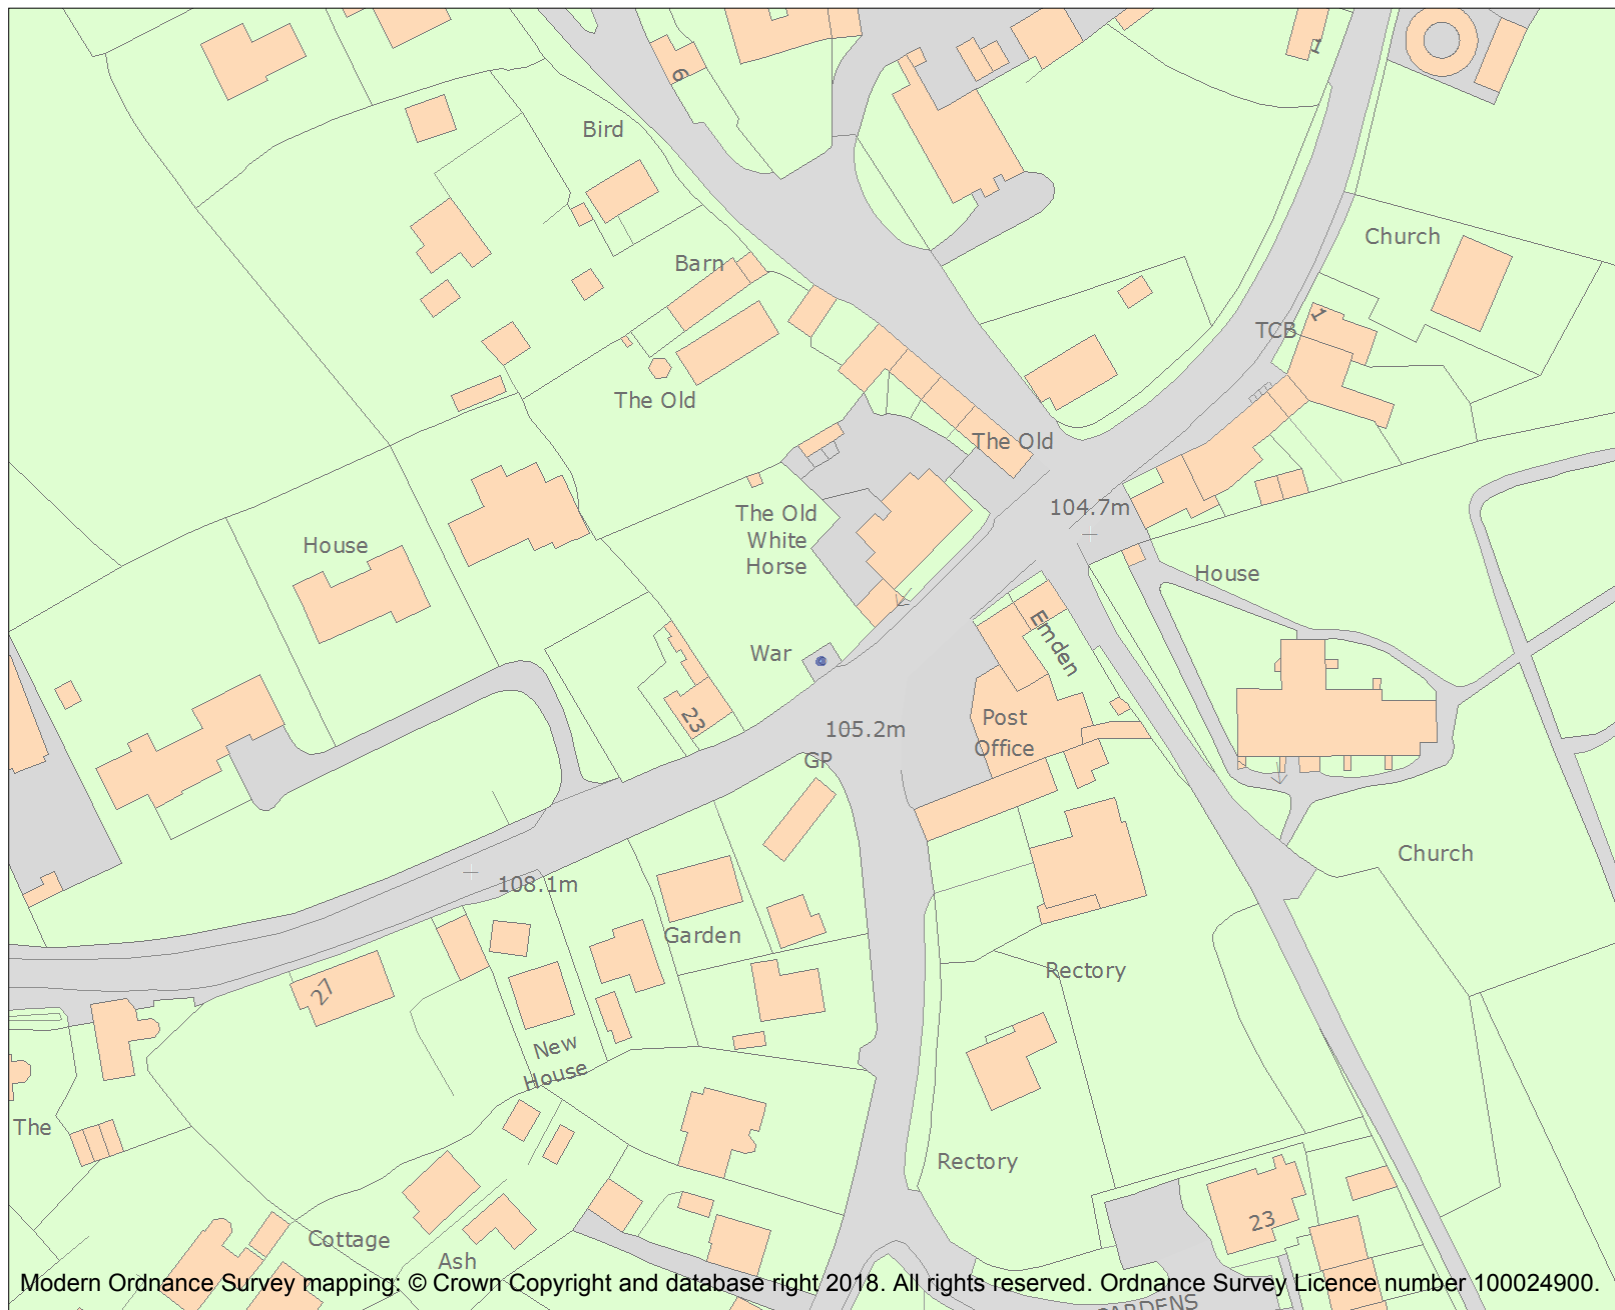 1
6
Bird
Church
Barn
TCB
1
The Old
The Old
104.7m
The Old
White
Horse
House
House
Emden
War
23
Post
Office
105.2m
GP
Church
108.1m
Garden
Rectory
27
New
House
The
Rectory
23
Cottage
Ash
GARDENS
Modern Ordnance Survey mapping: © Crown Copyright and database right 2018. All rights reserved. Ordnance Survey Licence number 100024900.